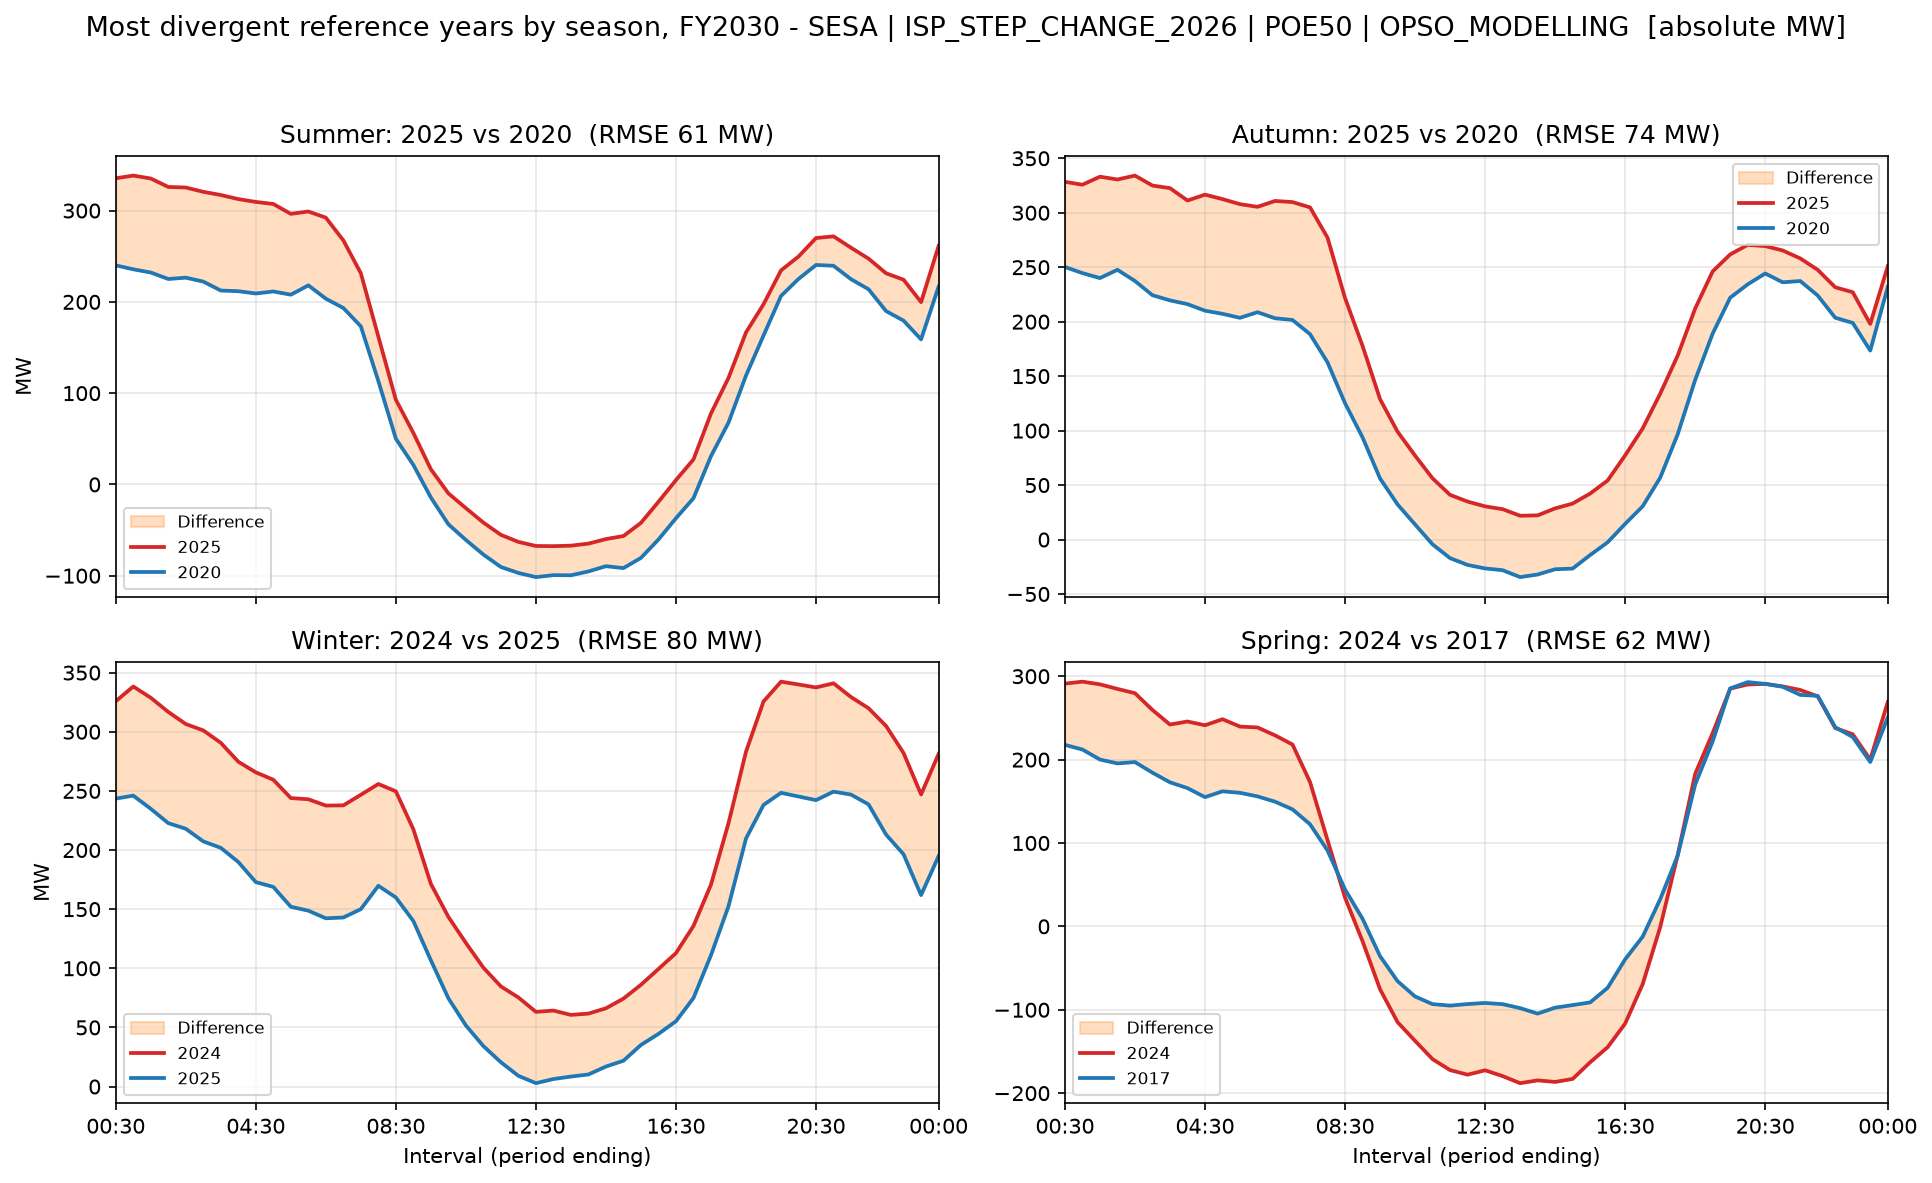 Most divergent reference years by season, FY2030 - SESA | ISP_STEP_CHANGE_2026 | POE50 | OPSO_MODELLING  [absolute MW]
Summer: 2025 vs 2020  (RMSE 61 MW)
MW
300
200
100
0
−100
Difference
2025
2020
Autumn: 2025 vs 2020  (RMSE 74 MW)
350
300
250
200
150
100
50
0
−50
Difference
2025
2020
Winter: 2024 vs 2025  (RMSE 80 MW)
MW
350
300
250
200
150
100
50
0
Difference
2024
2025
00:30 04:30 08:30 12:30 16:30 20:30 00:00
Interval (period ending)
Spring: 2024 vs 2017  (RMSE 62 MW)
300
200
100
0
−100
−200
Difference
2024
2017
00:30 04:30 08:30 12:30 16:30 20:30 00:00
Interval (period ending)